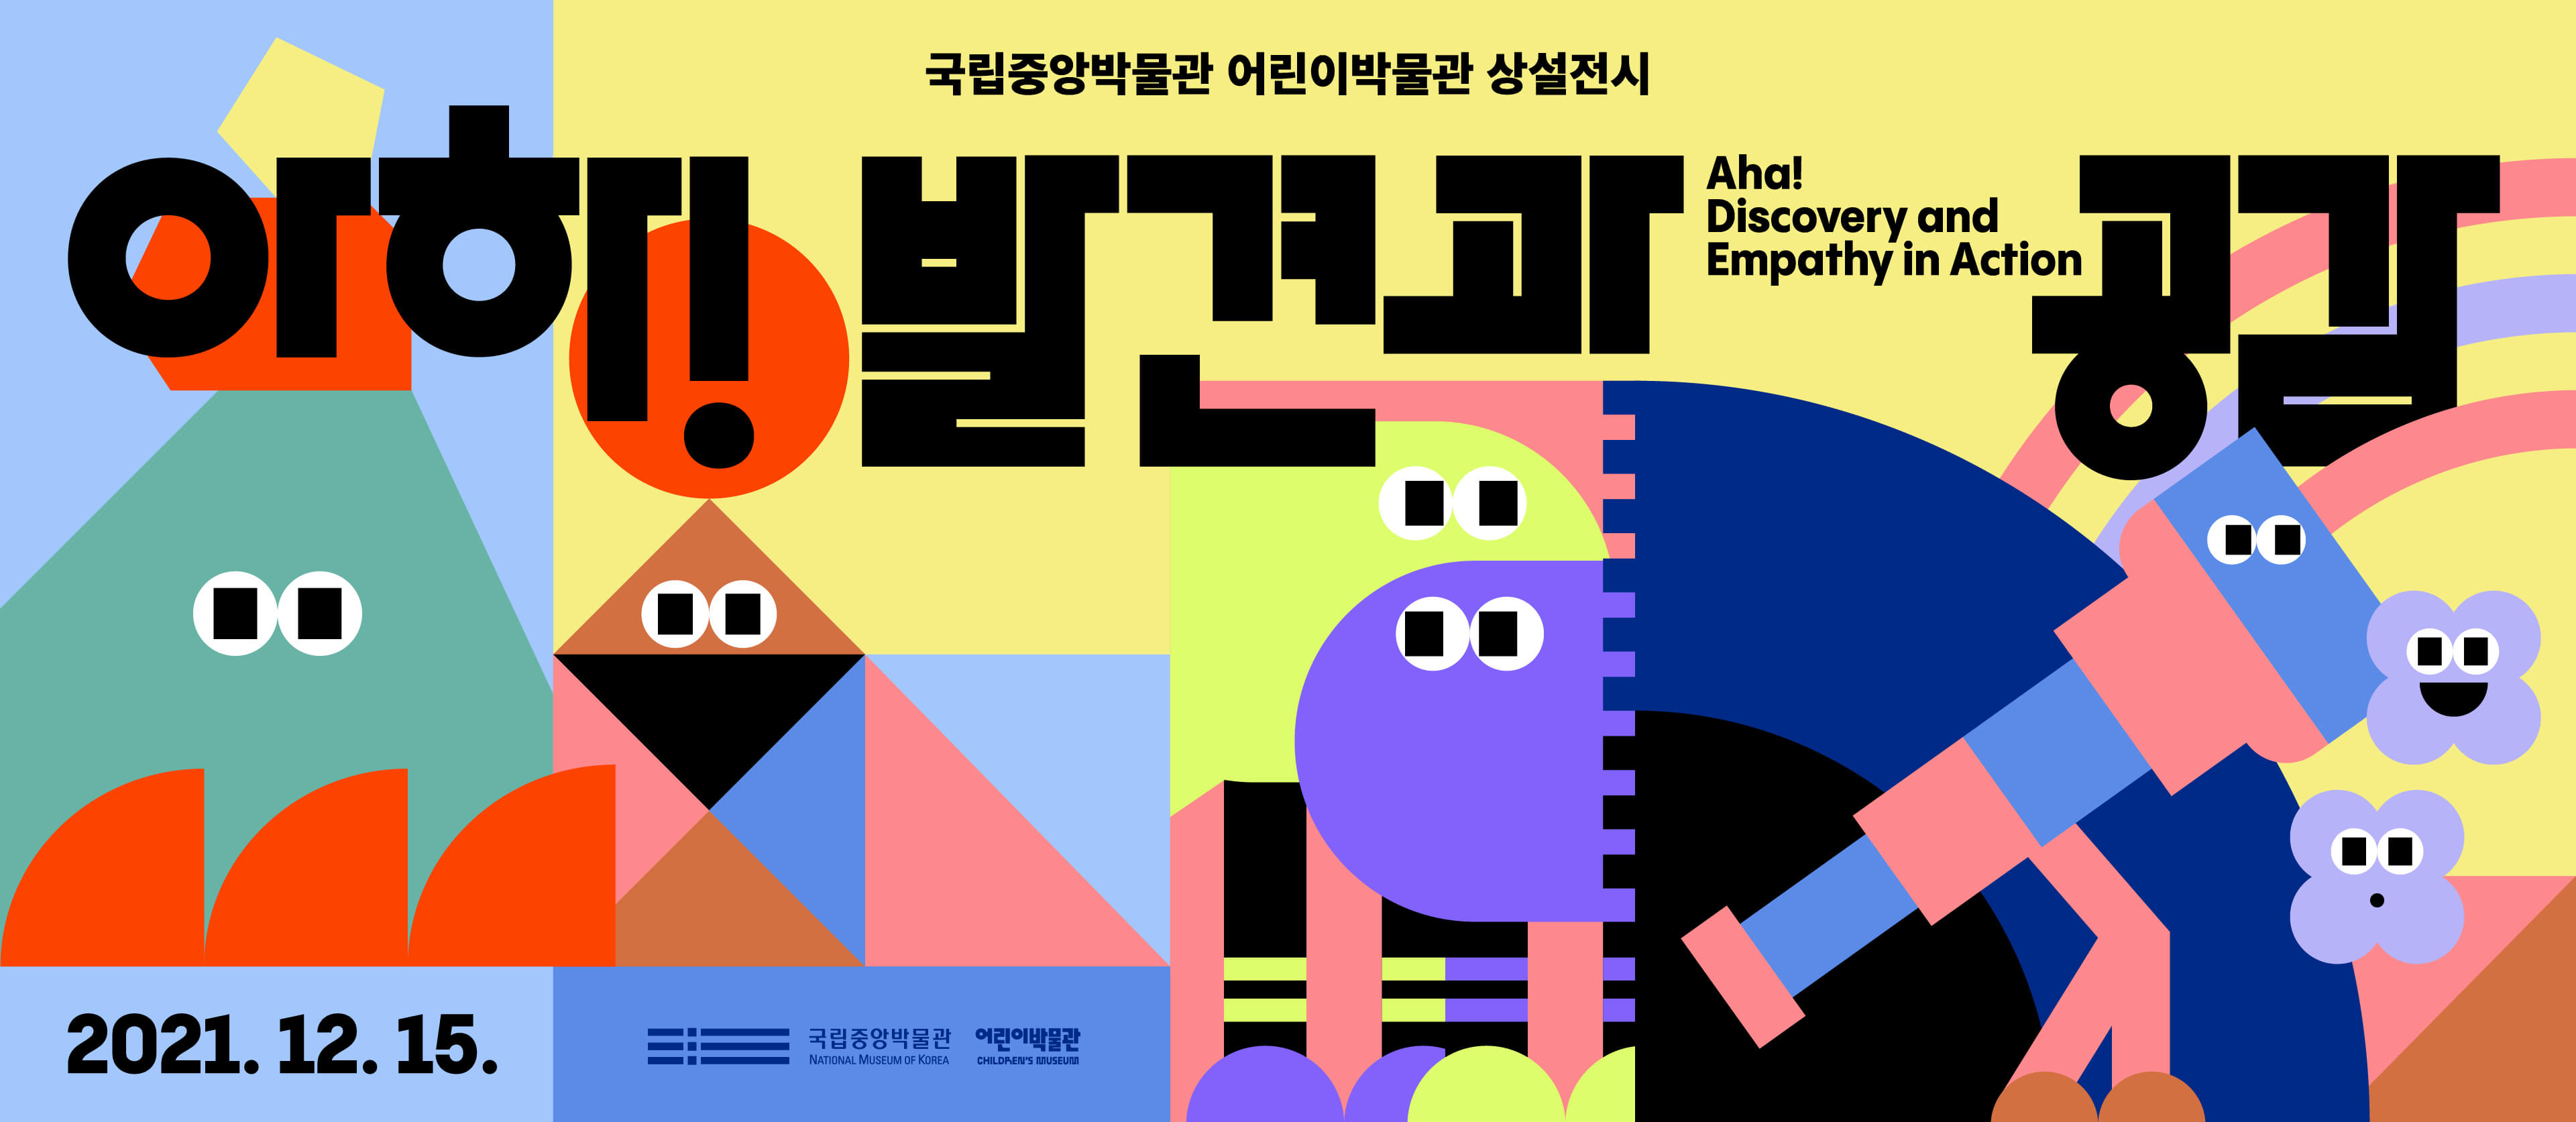 국립중앙박물관 어린이박물관 상설전시
아하! 발견과 공감
Aha!
Discovery and
Empathy in Action
2021. 12. 15.
국립중앙박물관
NATIONAL MUSEUM OF KOREA
어린이박물관
CHILDREN'S MUSEUM